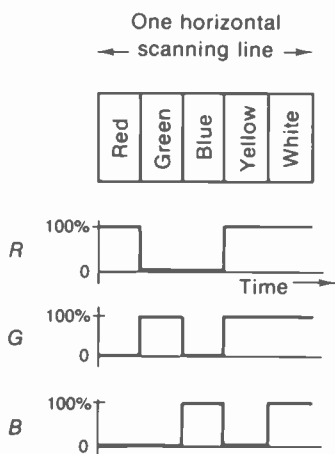 One horizontal
scanning line
Red
Green
Blue
Yellow
White
100%
R
0
Time
100%
G
0
100%
B
0